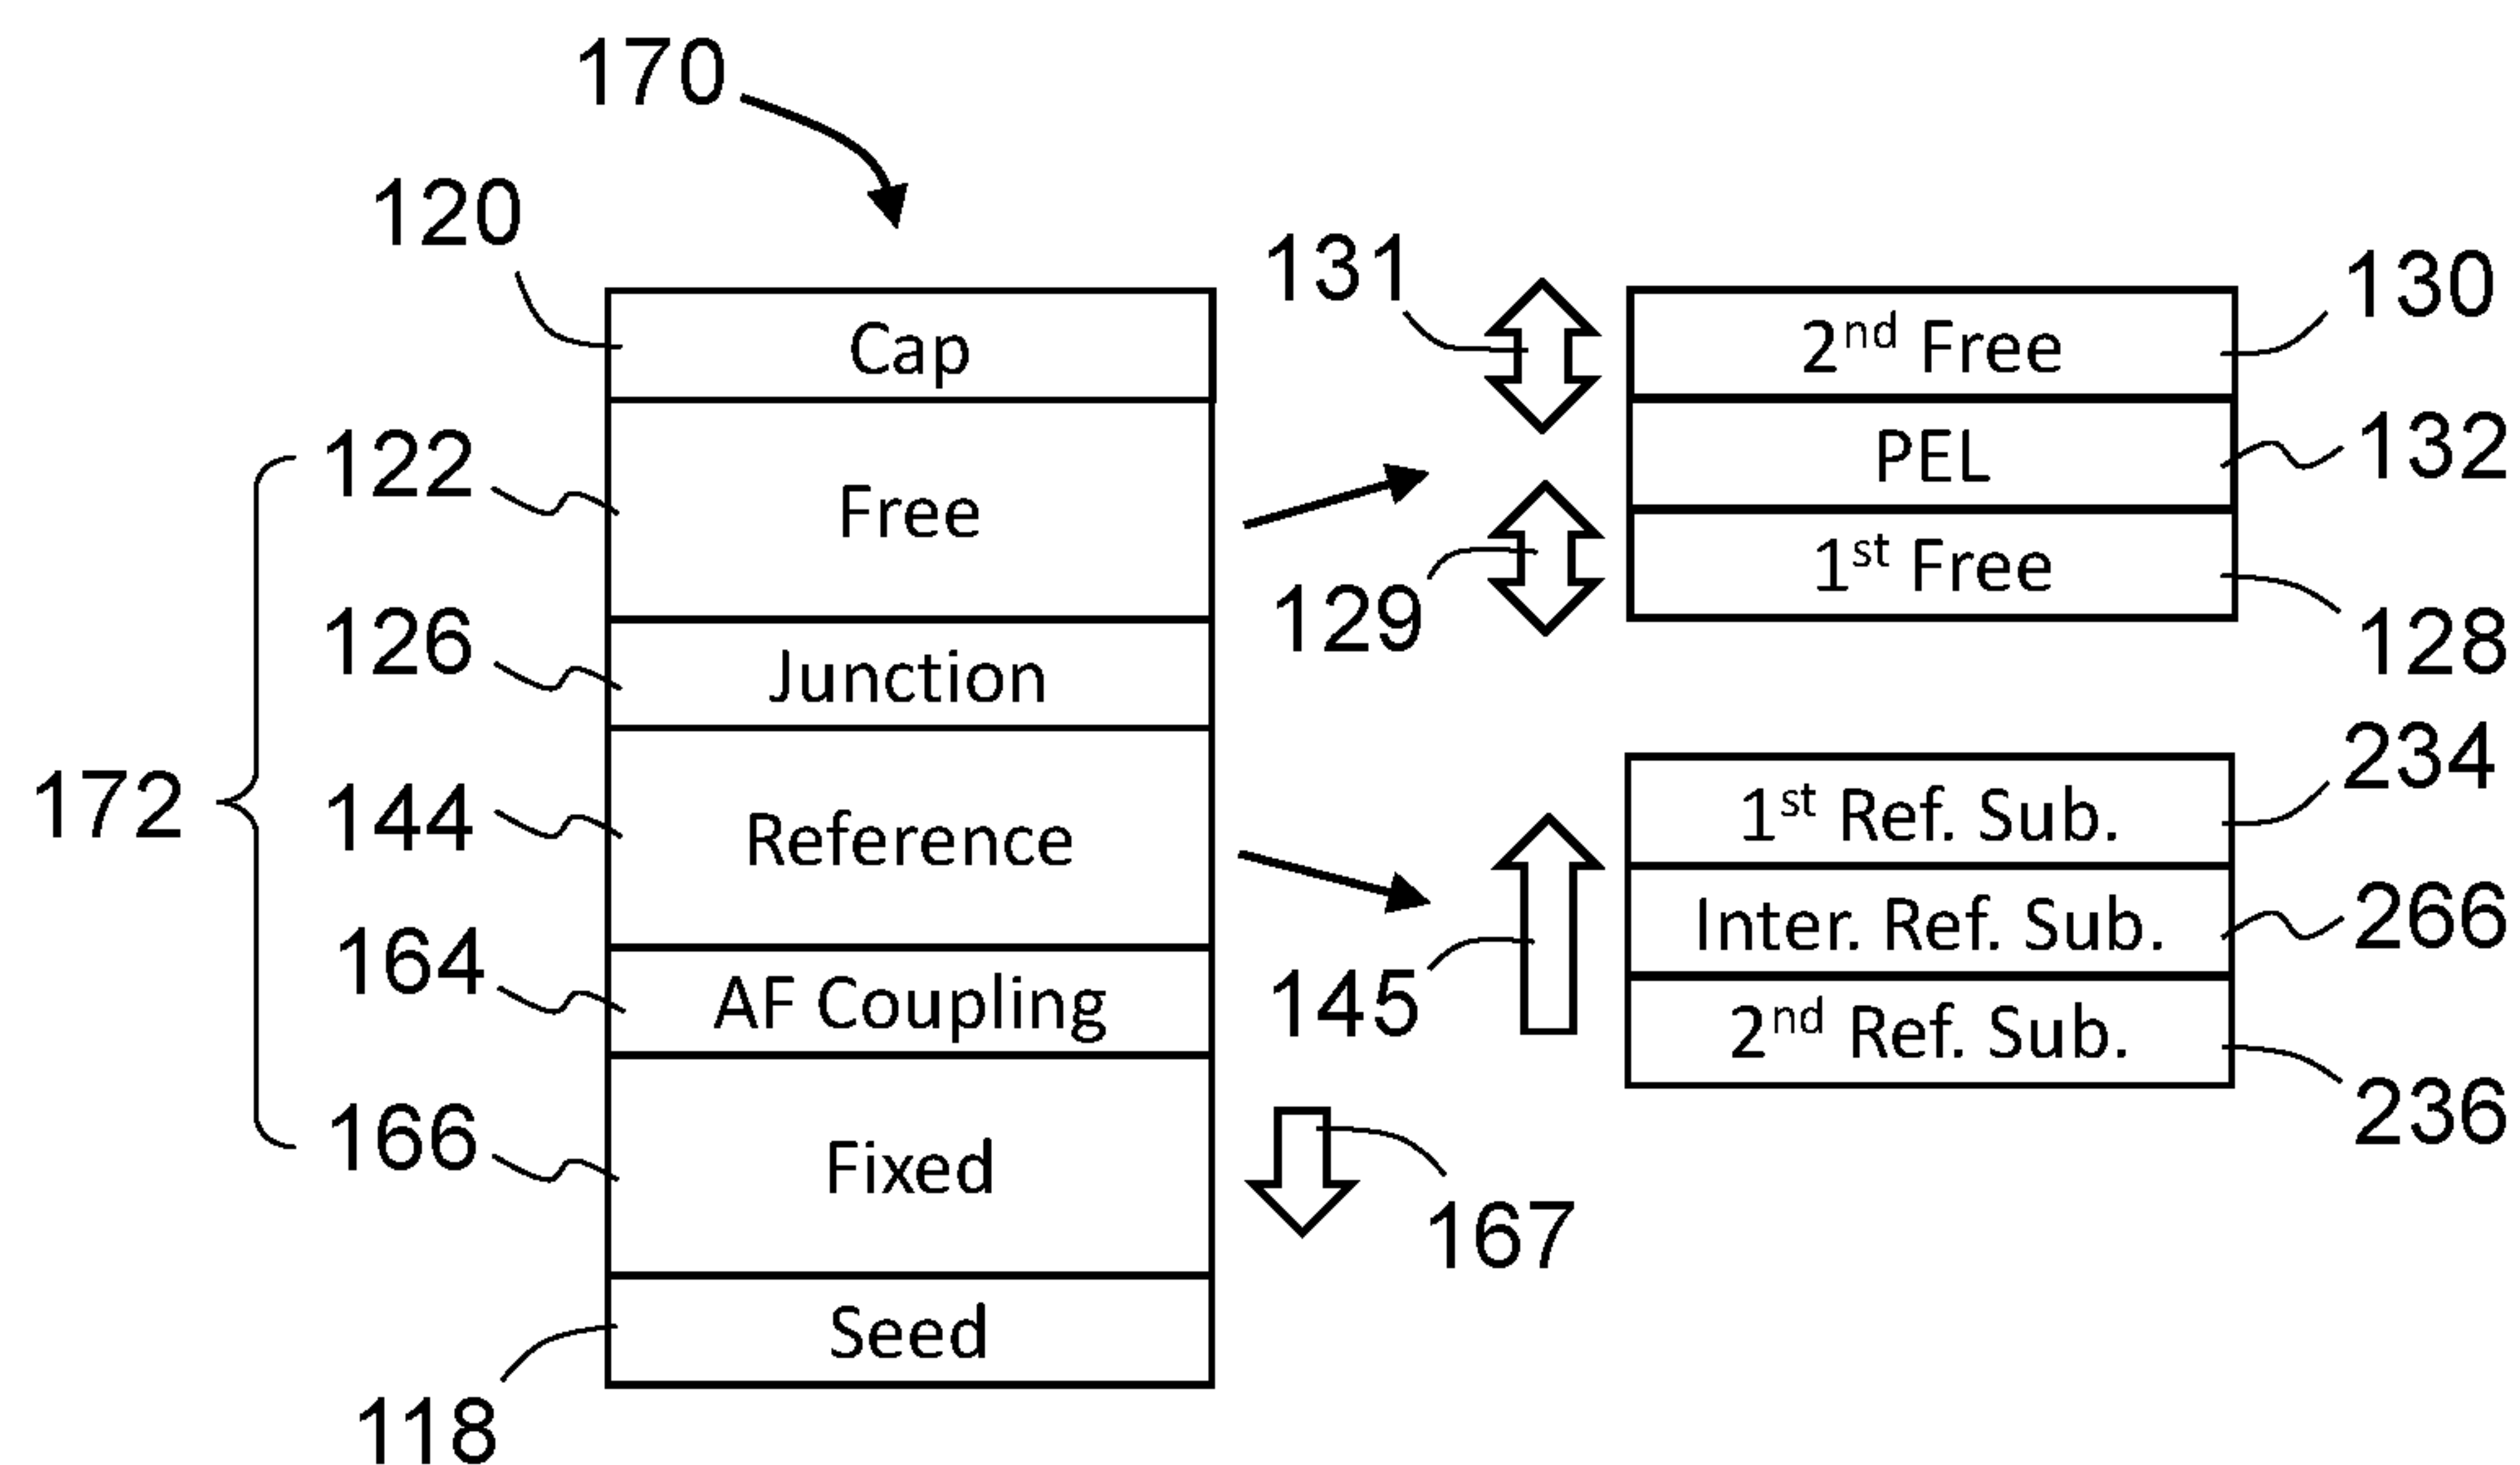 170
120
Cap
131
2nd Free
130
122
Free
PEL
132
129
1st Free
128
126
Junction
172
144
Reference
1st Ref. Sub.
234
145
Inter. Ref. Sub.
266
164
AF Coupling
2nd Ref. Sub.
236
166
Fixed
167
Seed
118